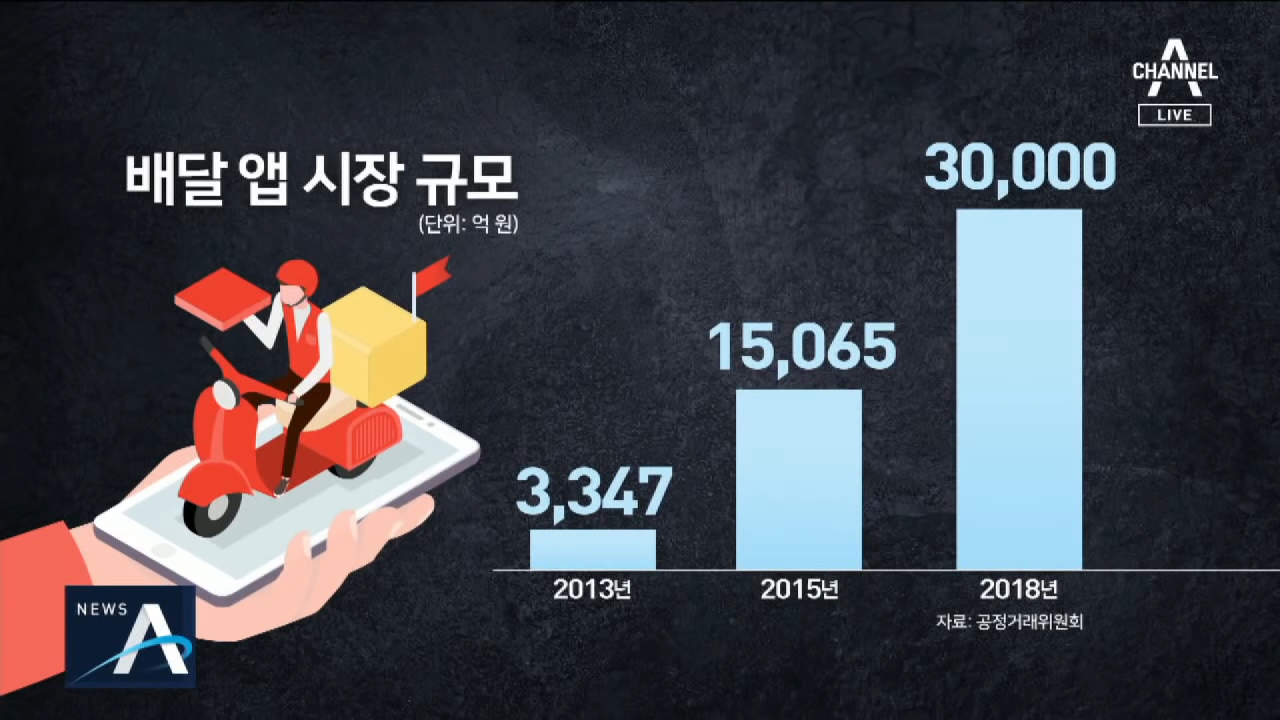 CHANNEL A
LIVE
배달 앱 시장 규모
(단위: 억 원)
30,000
15,065
3,347
2013년
2015년
2018년
자료: 공정거래위원회
NEWS A